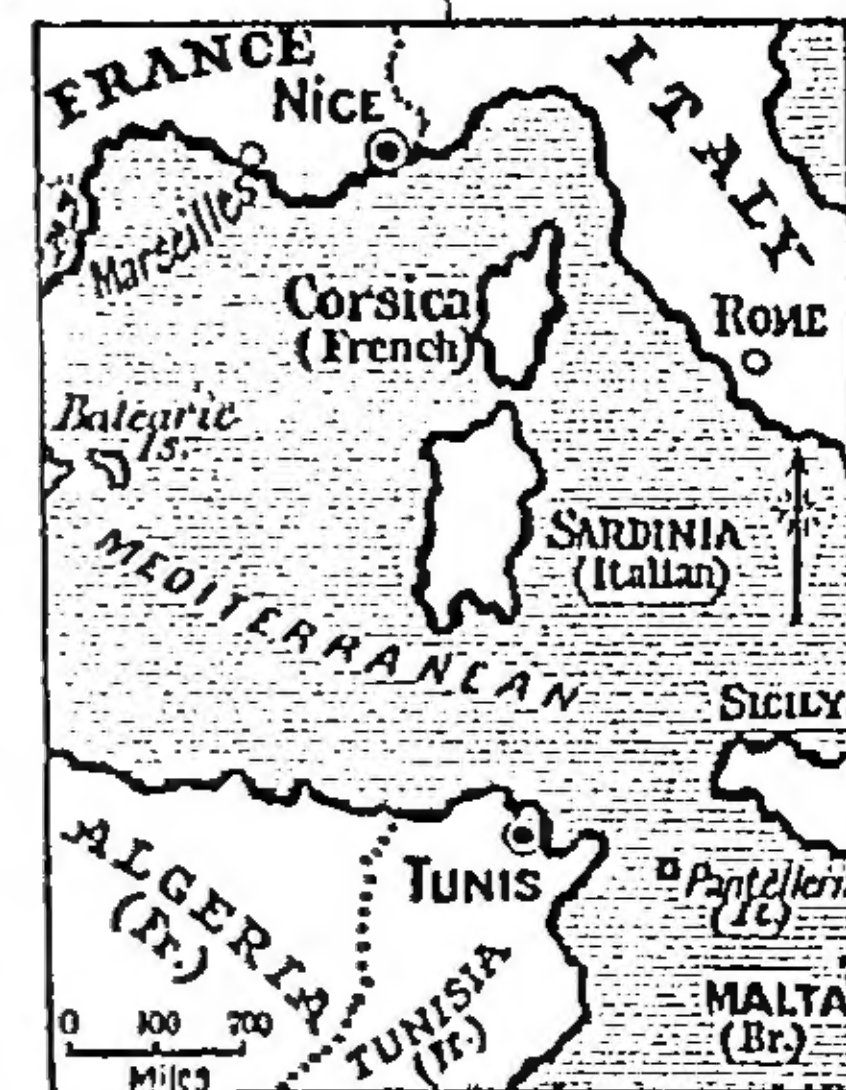 FRANCE
ITALY
NICE
Marseilles
Corsica
(French)
ROME
Balearic
Is.
SARDINIA
(Italian)
MEDITERRANEAN
SICILY
ALGERIA
(Fr.)
TUNIS
Pantelleri
(It.)
TUNISIA
(Fr.)
MALTA
(Br.)
0 100 200
Miles